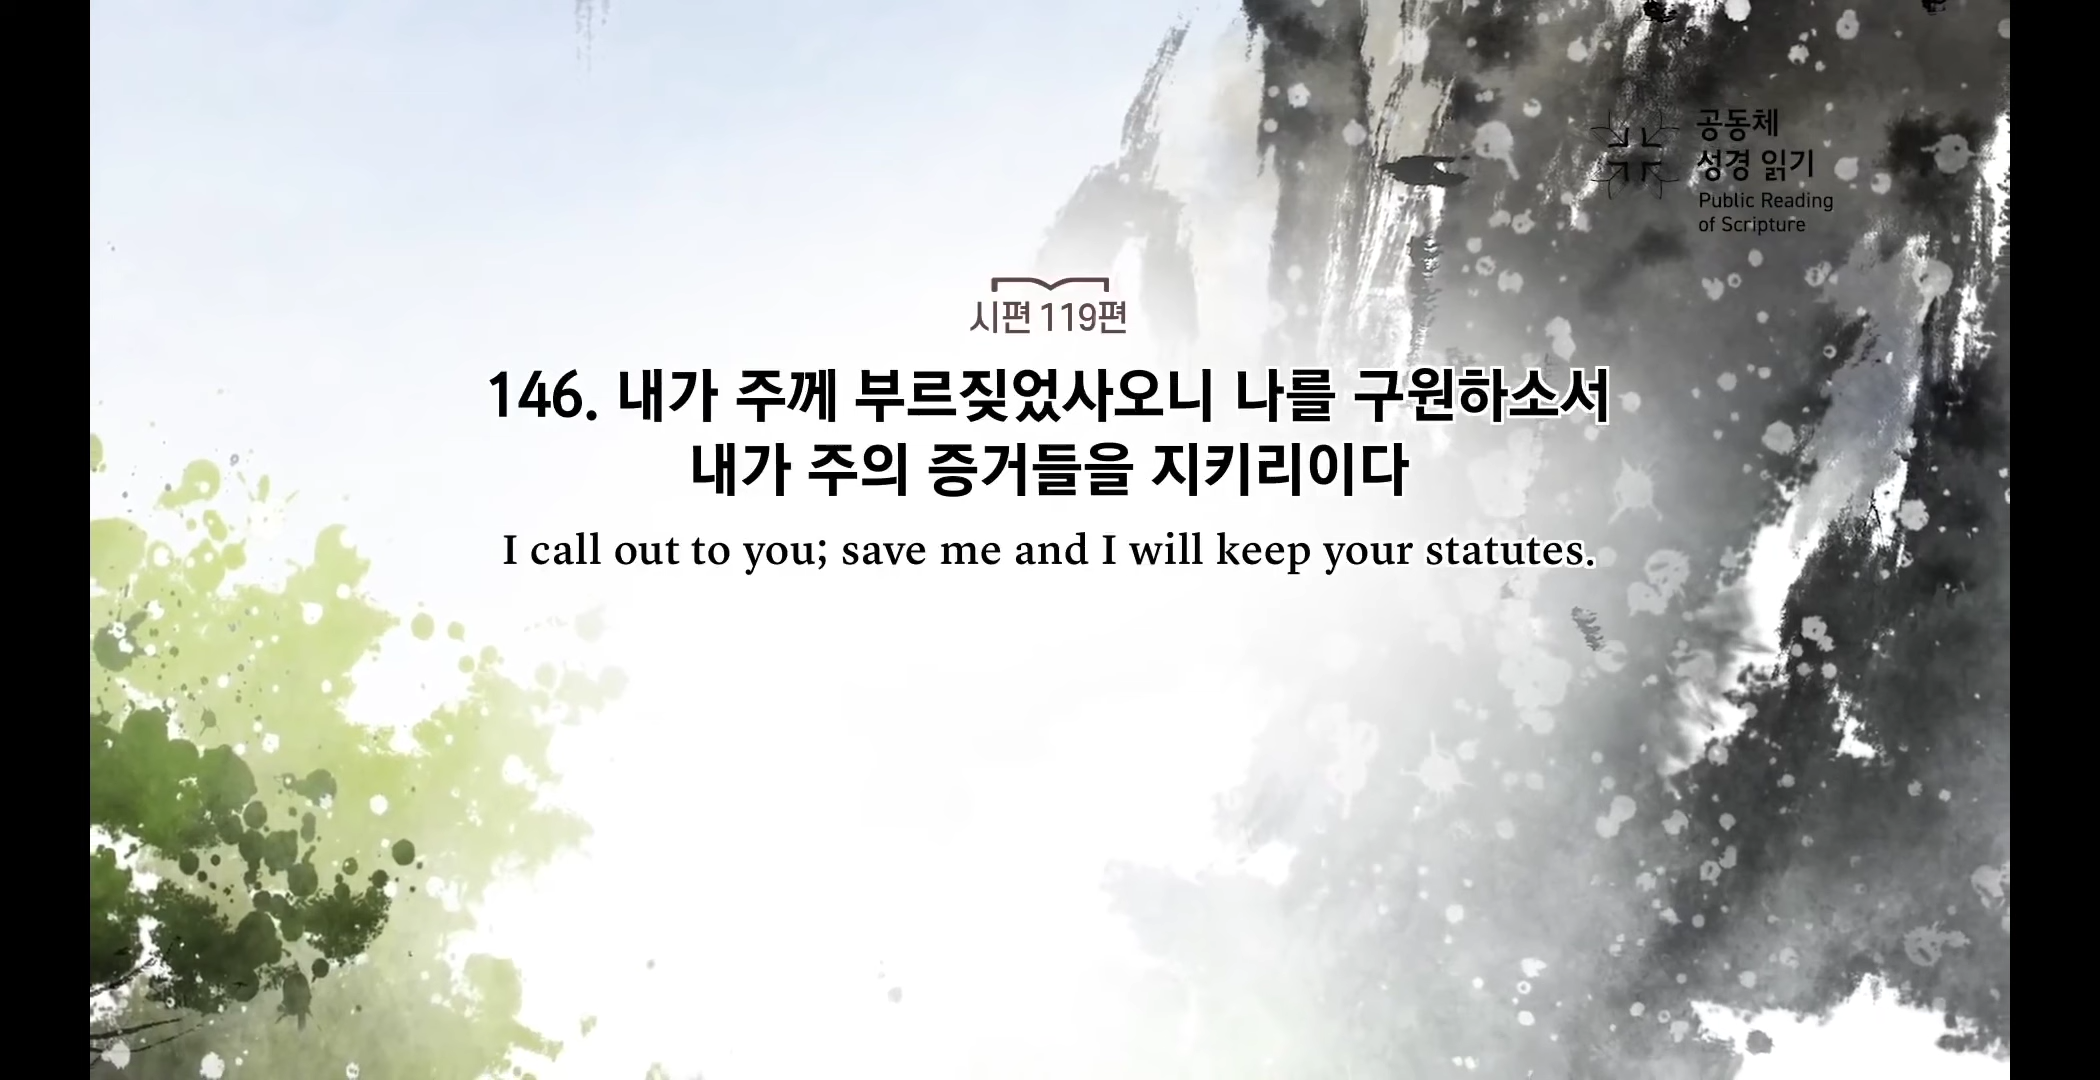 공동체
성경 읽기
Public Reading
of Scripture
시편 119편
146. 내가 주께 부르짖었사오니 나를 구원하소서
내가 주의 증거들을 지키리이다
I call out to you; save me and I will keep your statutes.